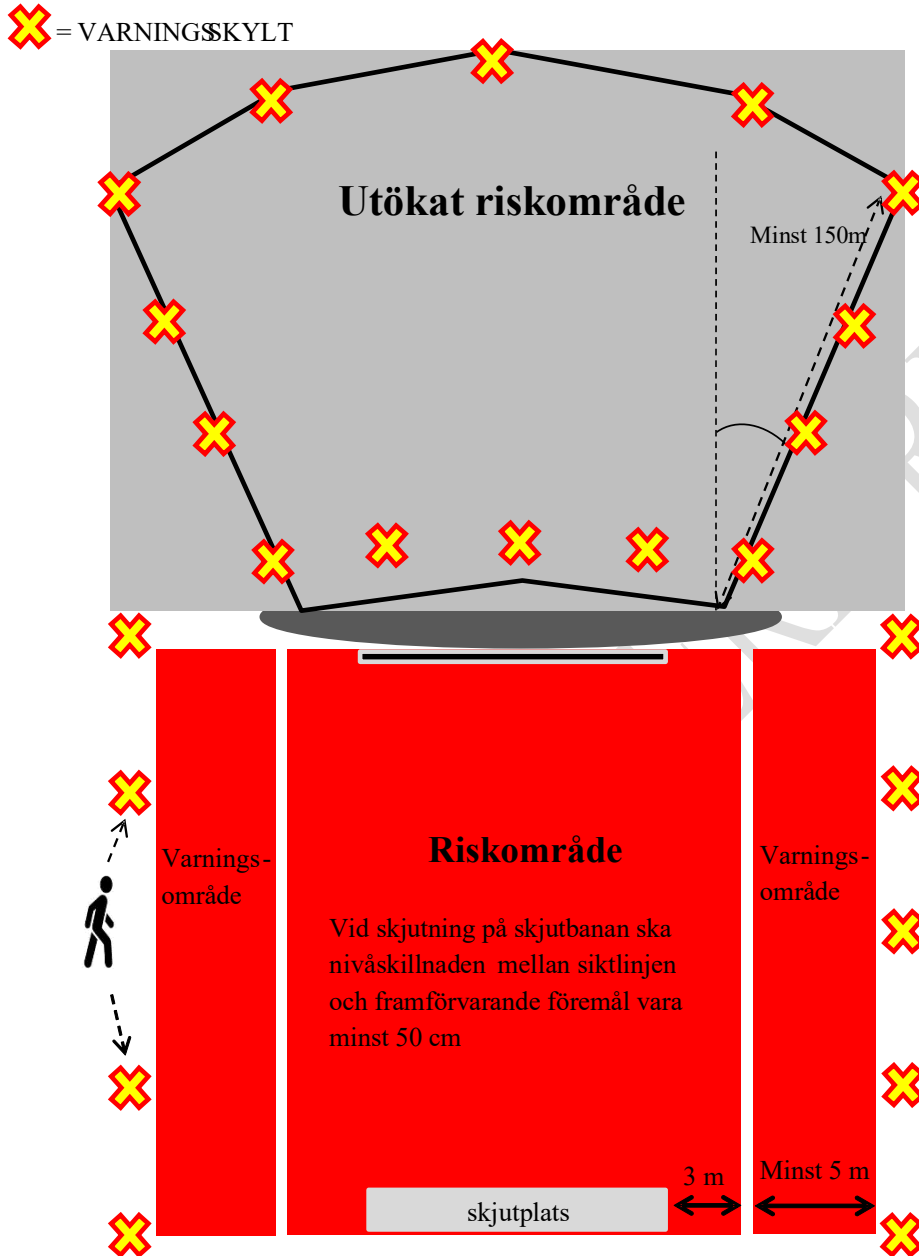 = VARNINGSSKYLT
Utökat riskområde
Minst 150m
Varnings-
område
Riskområde
Vid skjutning på skjutbanan ska
nivåskillnaden mellan siktlinjen
och framförvarande föremål vara
minst 50 cm
Varnings-
område
3 m
Minst 5 m
skjutplats